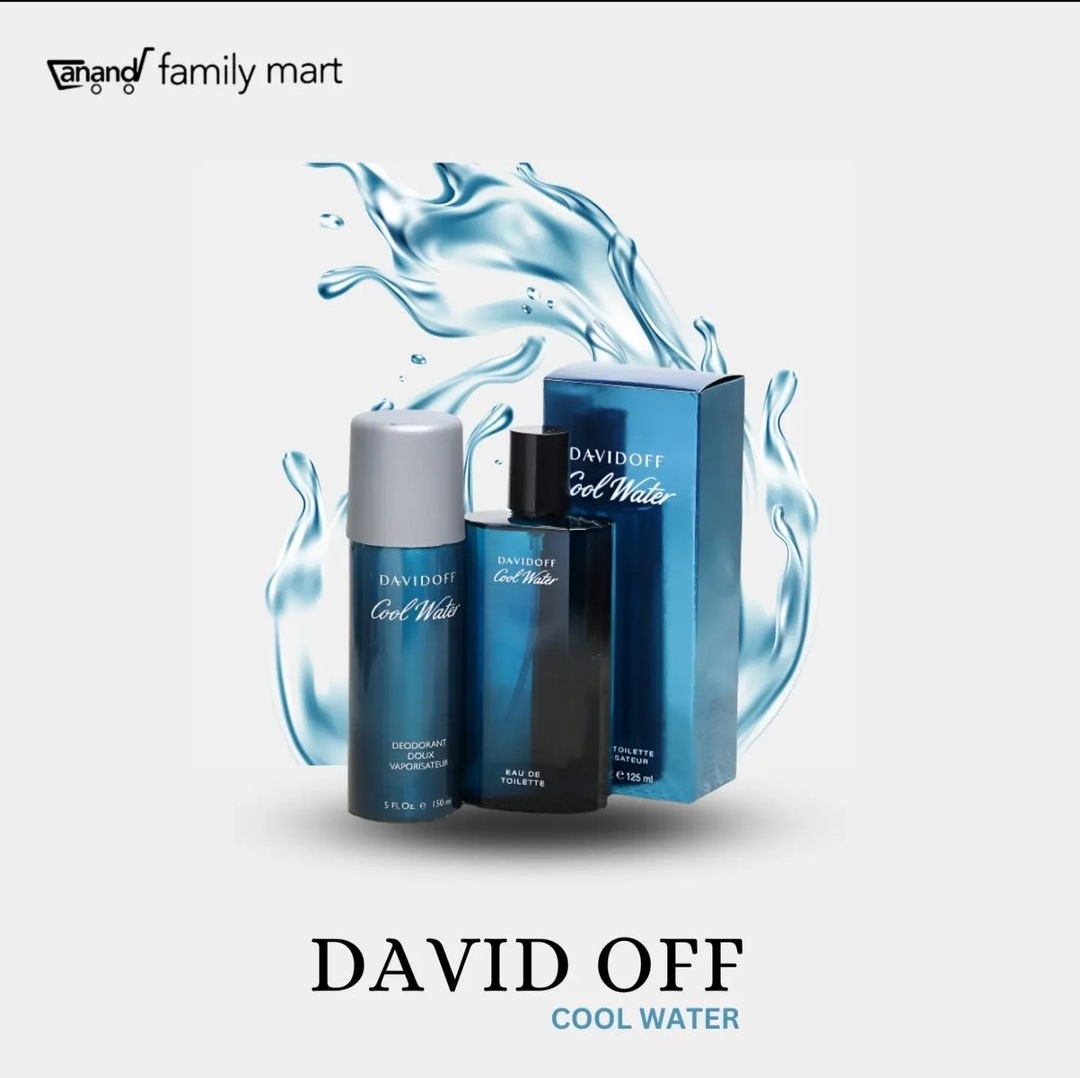 anand family mart
DAVIDOFF
Cool Water
DAVIDOFF
Cool Water
DEODORANT
DOUX
VAPORISATEUR
5 FL.Oz. e 150 ml
DAVIDOFF
Cool Water
EAU DE
TOILETTE
TOILETTE
SATEUR
e 125 ml
DAVID OFF
COOL WATER